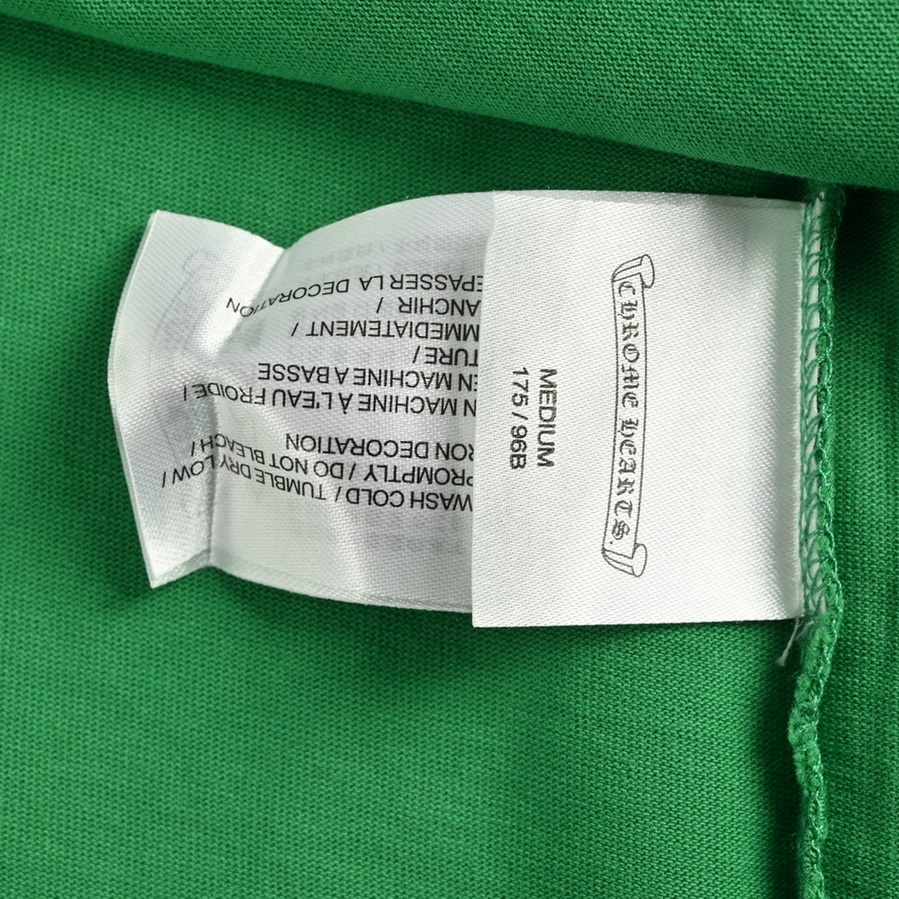 CHROME HEARTS.
MEDIUM
175 / 96B
WASH COLD / TUMBLE DRY LOW /
PROMPTLY / DO NOT BLEACH /
RON DECORATION
N MACHINE À L'EAU FROIDE /
EN MACHINE A BASSE
TURE /
MMEDIATEMENT /
ANCHIR /
EPASSER LA DECORATION